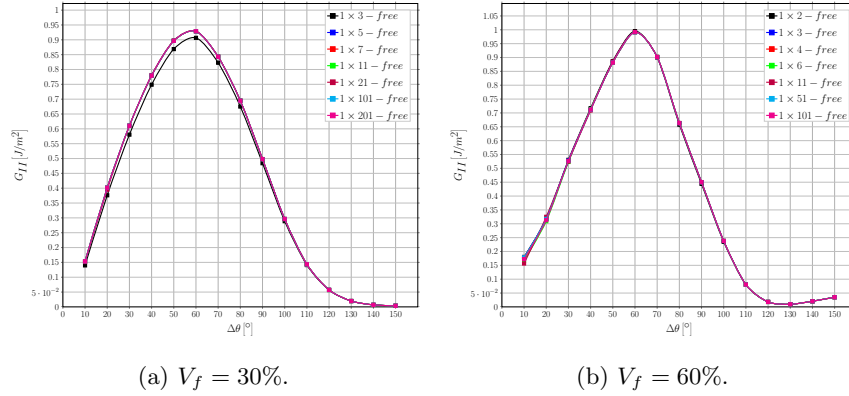 1
0.95
0.9
0.85
0.8
0.75
0.7
0.65
0.6
0.55
0.5
0.45
0.4
0.35
0.3
0.25
0.2
0.15
0.1
5·10⁻²
0
G_{II} [J/m²]
0 10 20 30 40 50 60 70 80 90 100 110 120 130 140 150
Δθ [°]
1 × 3 − free
1 × 5 − free
1 × 7 − free
1 × 11 − free
1 × 21 − free
1 × 101 − free
1 × 201 − free
(a) V_f = 30%.
1.05
1
0.95
0.9
0.85
0.8
0.75
0.7
0.65
0.6
0.55
0.5
0.45
0.4
0.35
0.3
0.25
0.2
0.15
0.1
5·10⁻²
0
G_{II} [J/m²]
0 10 20 30 40 50 60 70 80 90 100 110 120 130 140 150
Δθ [°]
1 × 2 − free
1 × 3 − free
1 × 4 − free
1 × 6 − free
1 × 11 − free
1 × 51 − free
1 × 101 − free
(b) V_f = 60%.